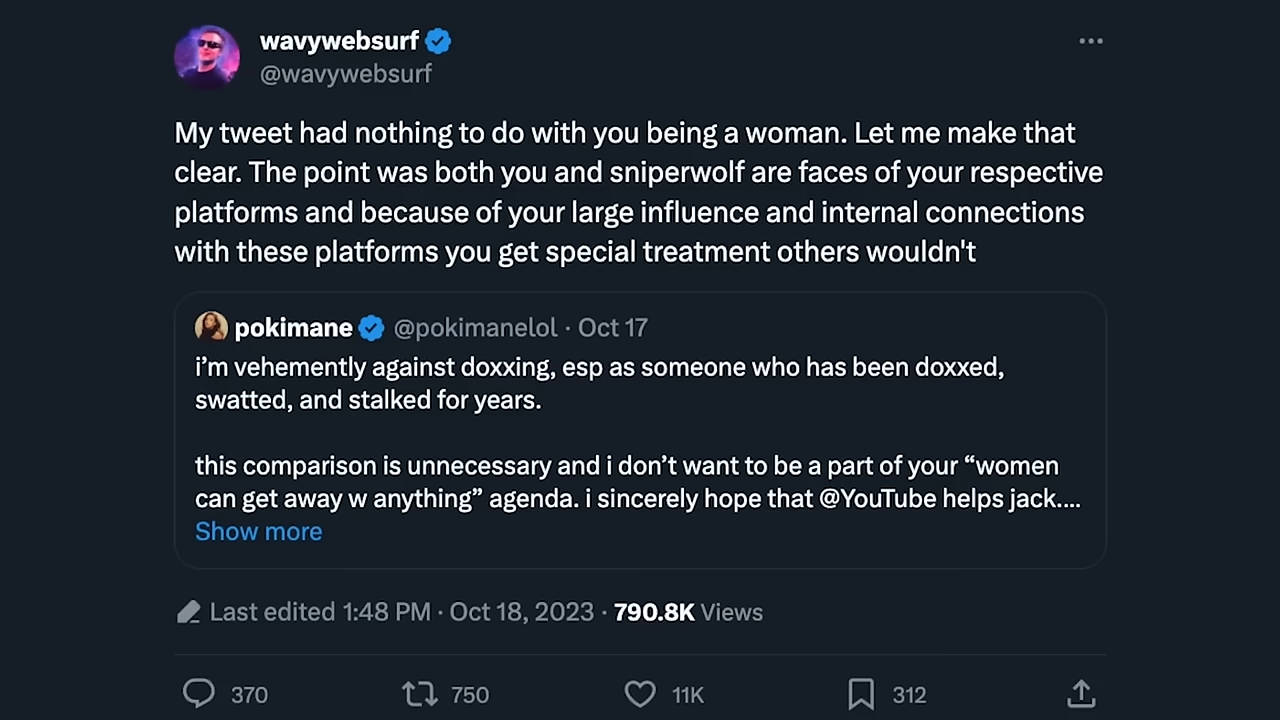 wavywebsurf
@wavywebsurf
My tweet had nothing to do with you being a woman. Let me make that
clear. The point was both you and sniperwolf are faces of your respective
platforms and because of your large influence and internal connections
with these platforms you get special treatment others wouldn't
pokimane @pokimanelol · Oct 17
i’m vehemently against doxxing, esp as someone who has been doxxed,
swatted, and stalked for years.
this comparison is unnecessary and i don’t want to be a part of your “women
can get away w anything” agenda. i sincerely hope that @YouTube helps jack....
Show more
Last edited 1:48 PM · Oct 18, 2023 · 790.8K Views
370 750 11K 312